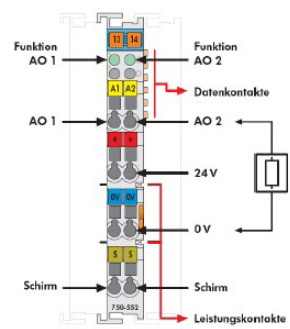 13 14
Funktion
AO 1
Funktion
AO 2
A1 A2
Datenkontakte
AO 1
AO 2
+ +
24 V
0V 0V
0 V
S S
Schirm
Schirm
750-552
Leistungskontakte